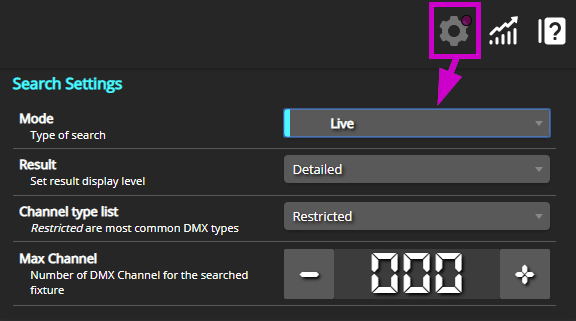 ?
Search Settings
Mode
Type of search
Live
Result
Set result display level
Detailed
Channel type list
Restricted are most common DMX types
Restricted
Max Channel
Number of DMX Channel for the searched
fixture
000